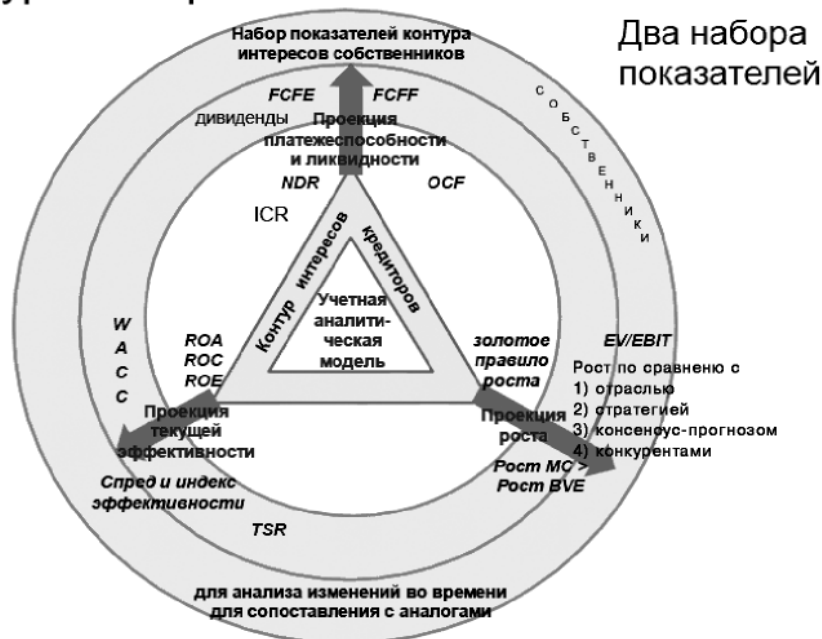 Два набора
показателей
Набор показателей контура
интересов собственников
СОБСТВЕННИКИ
FCFE FCFF
дивиденды
Проекция
платежеспособности
и ликвидности
NDR OCF
ICR
Контур интересов
кредиторов
Учетная
аналити-
ческая
модель
W
A
C
C
ROA
ROC
ROE
золотое
правило
роста
EV/EBIT
Рост по сравненю с
1) отраслью
2) стратегией
3) консенсус-прогнозом
4) конкурентами
Проекция
текущей
эффективности
Проекция
роста
Рост МС >
Рост BVE
Спред и индекс
эффективности
TSR
для анализа изменений во времени
для сопоставления с аналогами